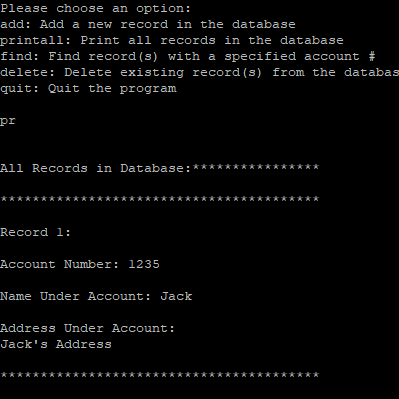 Please choose an option:
add: Add a new record in the database
printall: Print all records in the database
find: Find record(s) with a specified account #
delete: Delete existing record(s) from the databas
quit: Quit the program
pr
All Records in Database:****************
****************************************
Record 1:
Account Number: 1235
Name Under Account: Jack
Address Under Account:
Jack's Address
****************************************